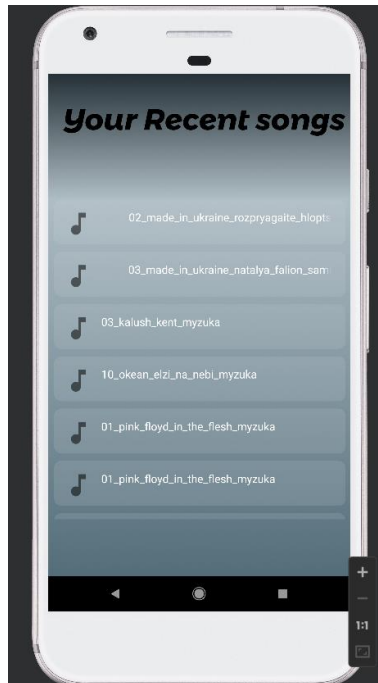 Your Recent songs
02_made_in_ukraine_rozpryagaite_hlopt
03_made_in_ukraine_natalya_falion_sam
03_kalush_kent_myzuka
10_okean_elzi_na_nebi_myzuka
01_pink_floyd_in_the_flesh_myzuka
01_pink_floyd_in_the_flesh_myzuka
1:1